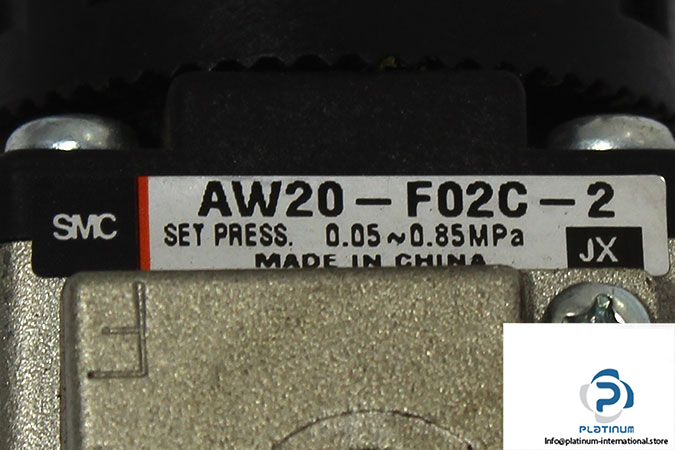 SMC
AW20-F02C-2
SET PRESS. 0.05~0.85MPa
MADE IN CHINA
JX
PLATINUM
Info@platinum-international.store